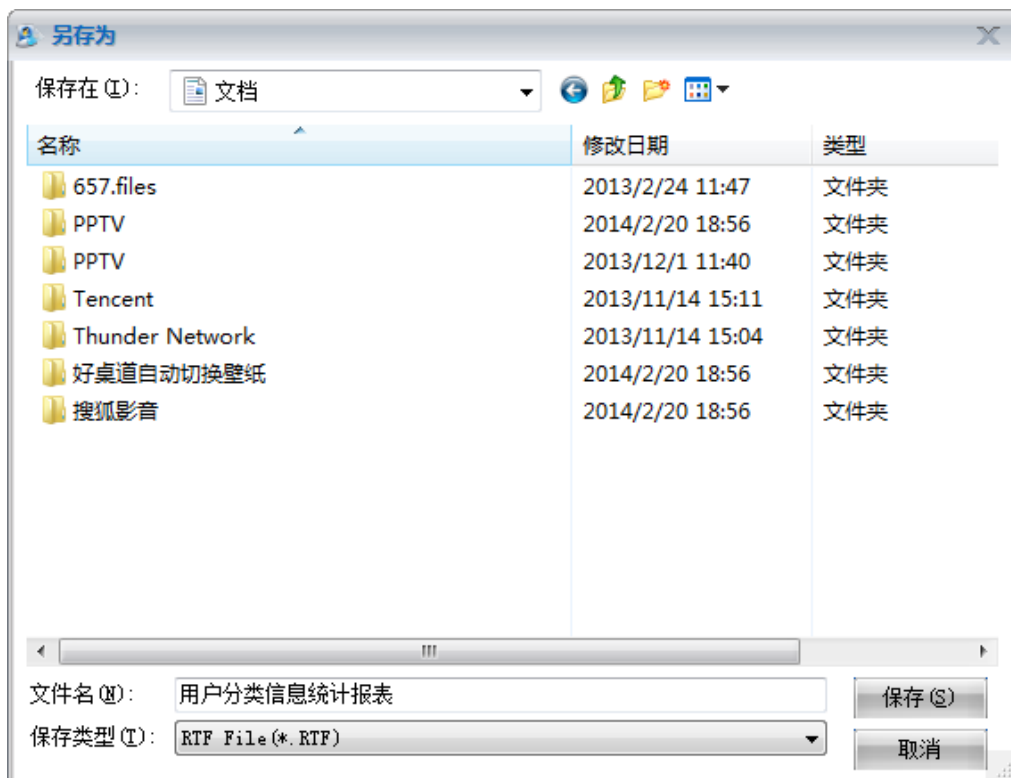 另存为
保存在(I): 文档
名称 修改日期 类型
657.files 2013/2/24 11:47 文件夹
PPTV 2014/2/20 18:56 文件夹
PPTV 2013/12/1 11:40 文件夹
Tencent 2013/11/14 15:11 文件夹
Thunder Network 2013/11/14 15:04 文件夹
好桌道自动切换壁纸 2014/2/20 18:56 文件夹
搜狐影音 2014/2/20 18:56 文件夹
文件名(N): 用户分类信息统计报表 保存(S)
保存类型(T): RTF File(*.RTF) 取消